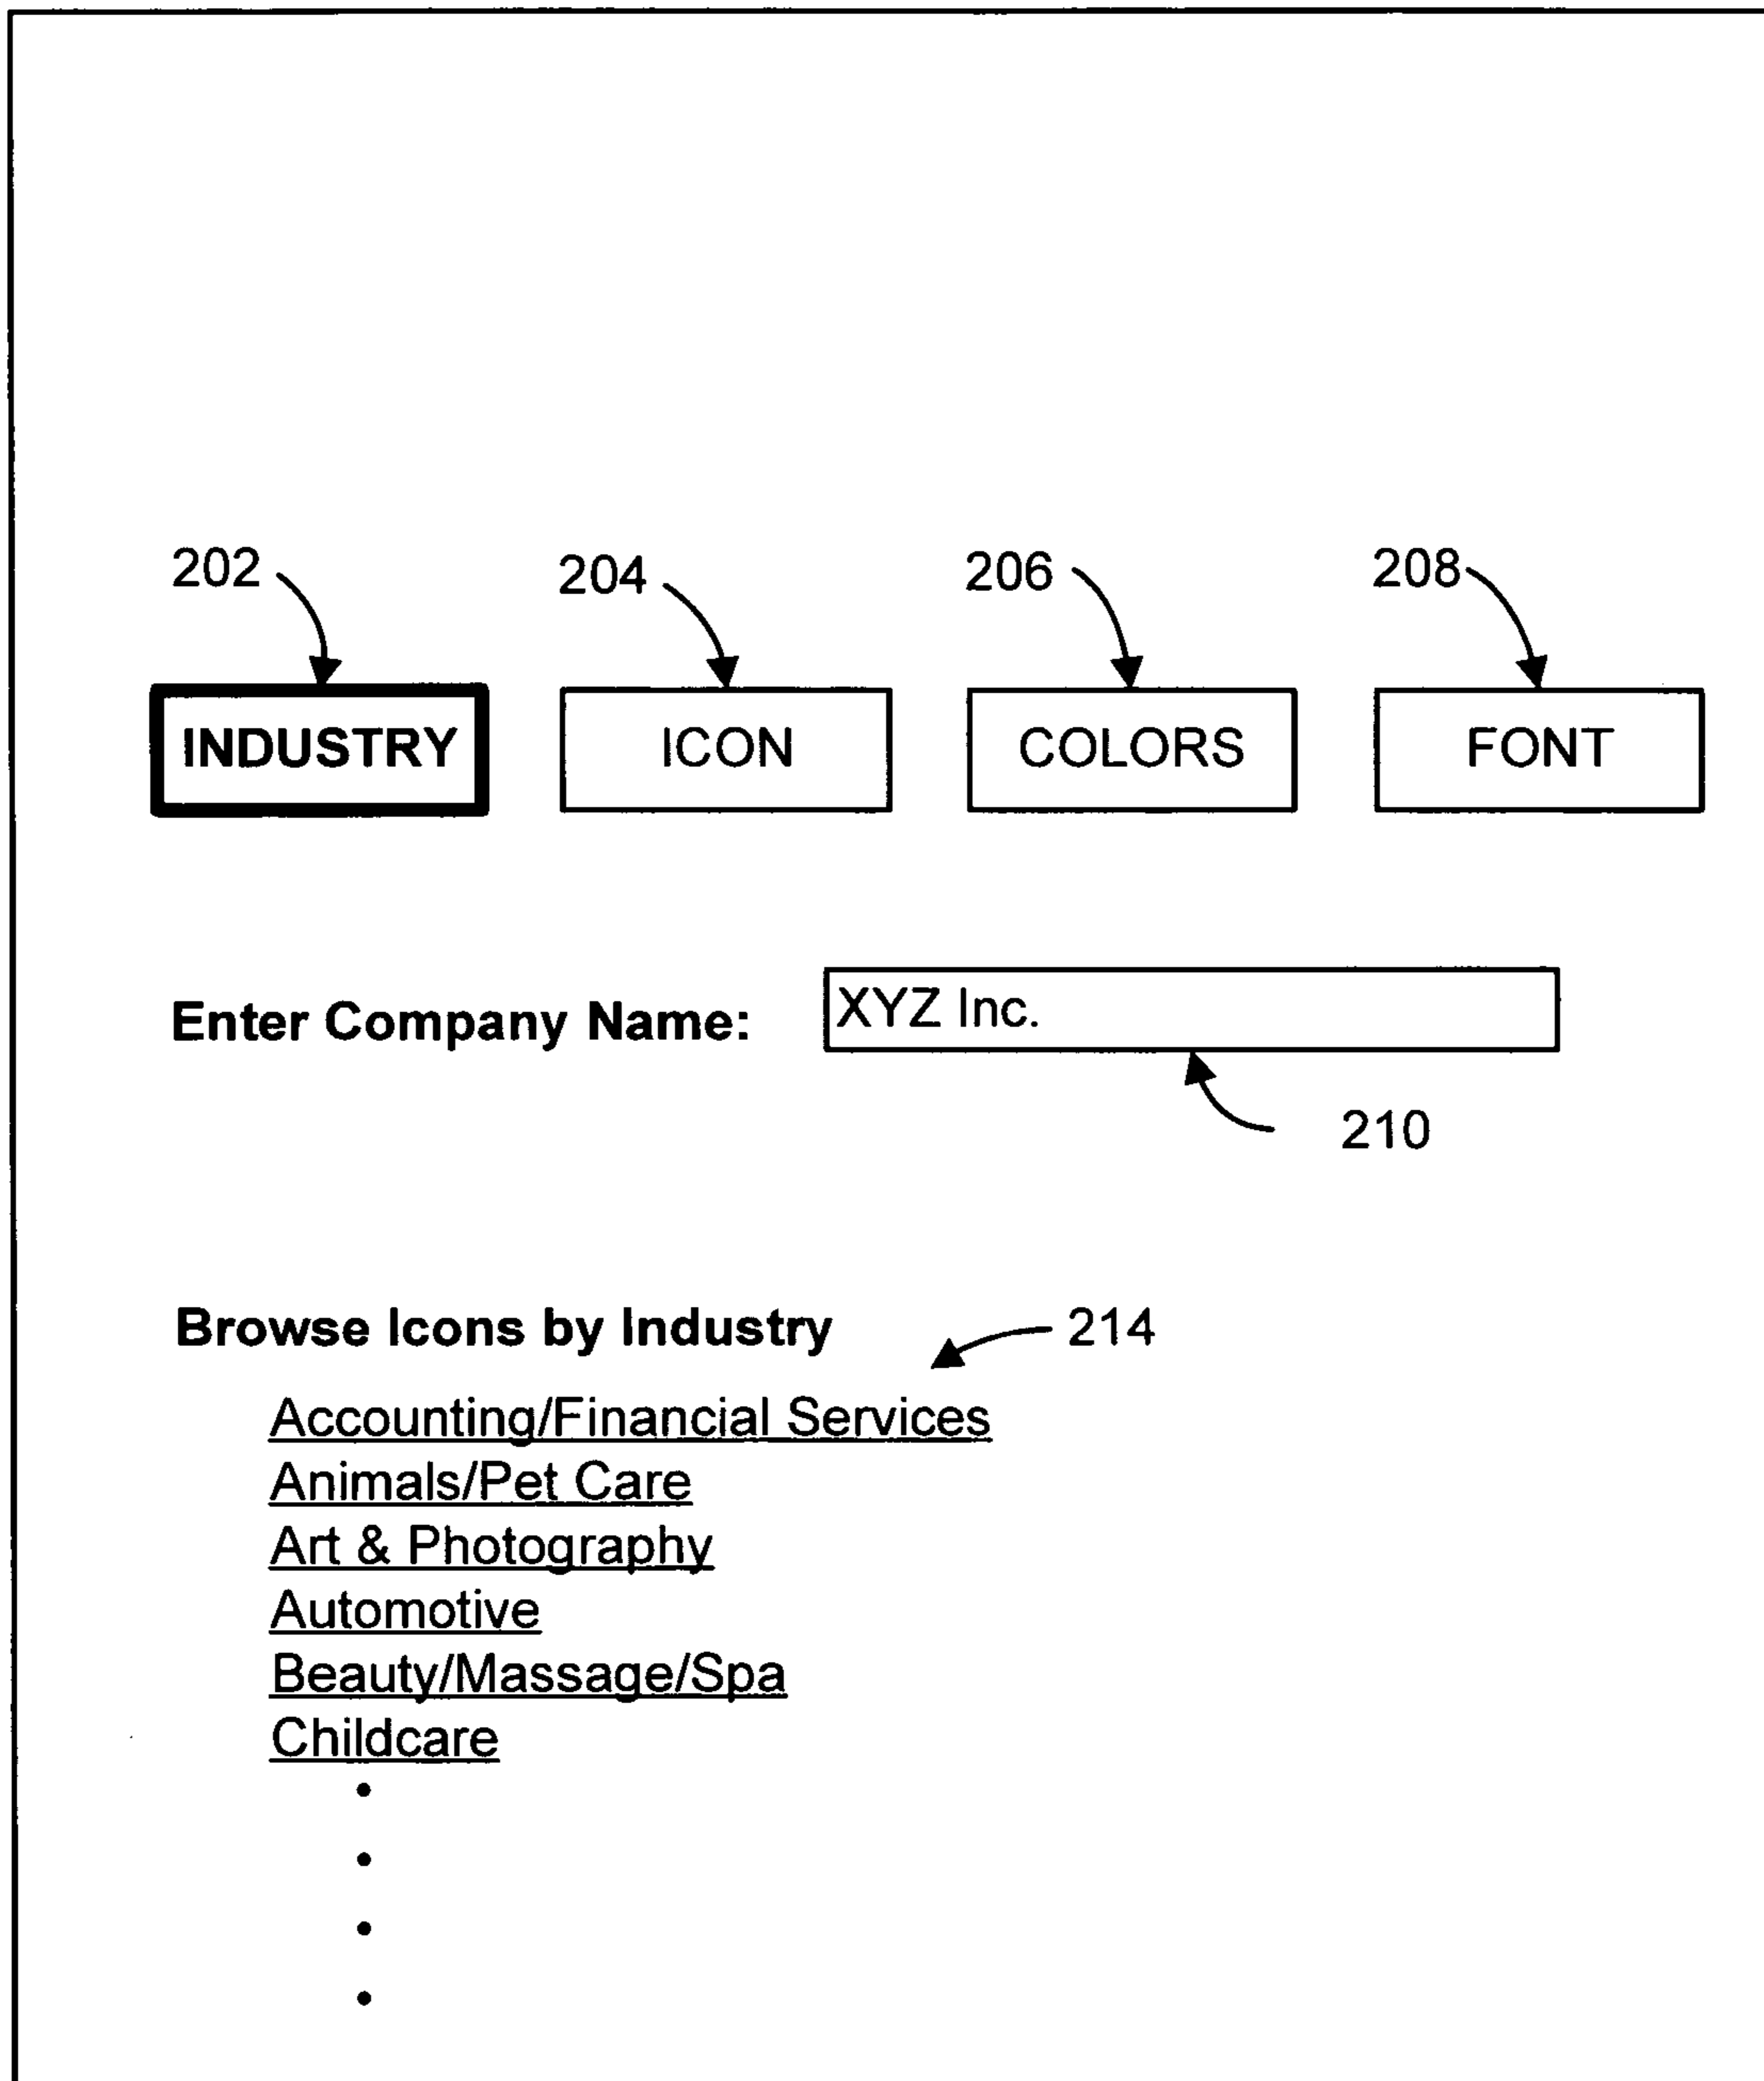 202 204 206 208
INDUSTRY ICON COLORS FONT
Enter Company Name: XYZ Inc.
210
Browse Icons by Industry 214
Accounting/Financial Services
Animals/Pet Care
Art & Photography
Automotive
Beauty/Massage/Spa
Childcare